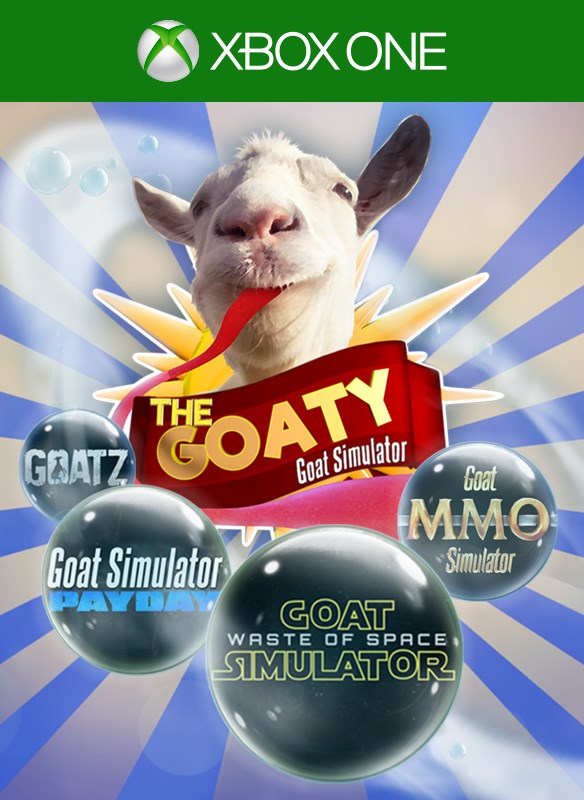 XBOX ONE
THE
GOATY
Goat Simulator
GOATZ
Goat
MMO
Simulator
Goat Simulator
PAYDAY
GOAT
WASTE OF SPACE
SIMULATOR